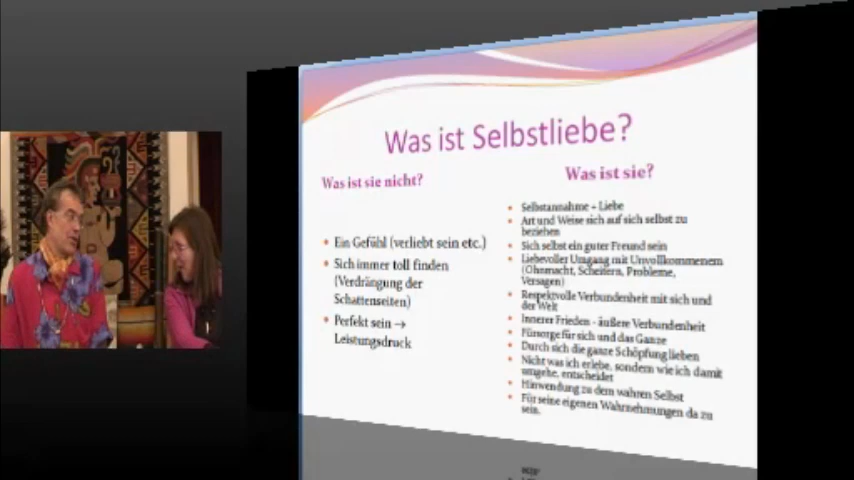 Was ist Selbstliebe?
Was ist sie nicht?
Ein Gefühl (verliebt sein etc.)
Sich immer toll finden
(Verdrängung der
Schattenseiten)
Perfekt sein →
Leistungsdruck
Was ist sie?
Selbstannahme + Liebe
Art und Weise sich auf sich selbst zu
beziehen
Sich selbst ein guter Freund sein
Liebevoller Umgang mit Unvollkommenem
(Ohnmacht, Scheitern, Probleme,
Versagen)
Respektvolle Verbundenheit mit sich und
der Welt
Innerer Frieden - äußere Verbundenheit
Fürsorge für sich und das Ganze
Durch sich die ganze Schöpfung lieben
Nicht was ich erlebe, sondern wie ich damit
umgehe, entscheidet
Hinwendung zu dem wahren Selbst
Für seine eigenen Wahrnehmungen da zu
sein.